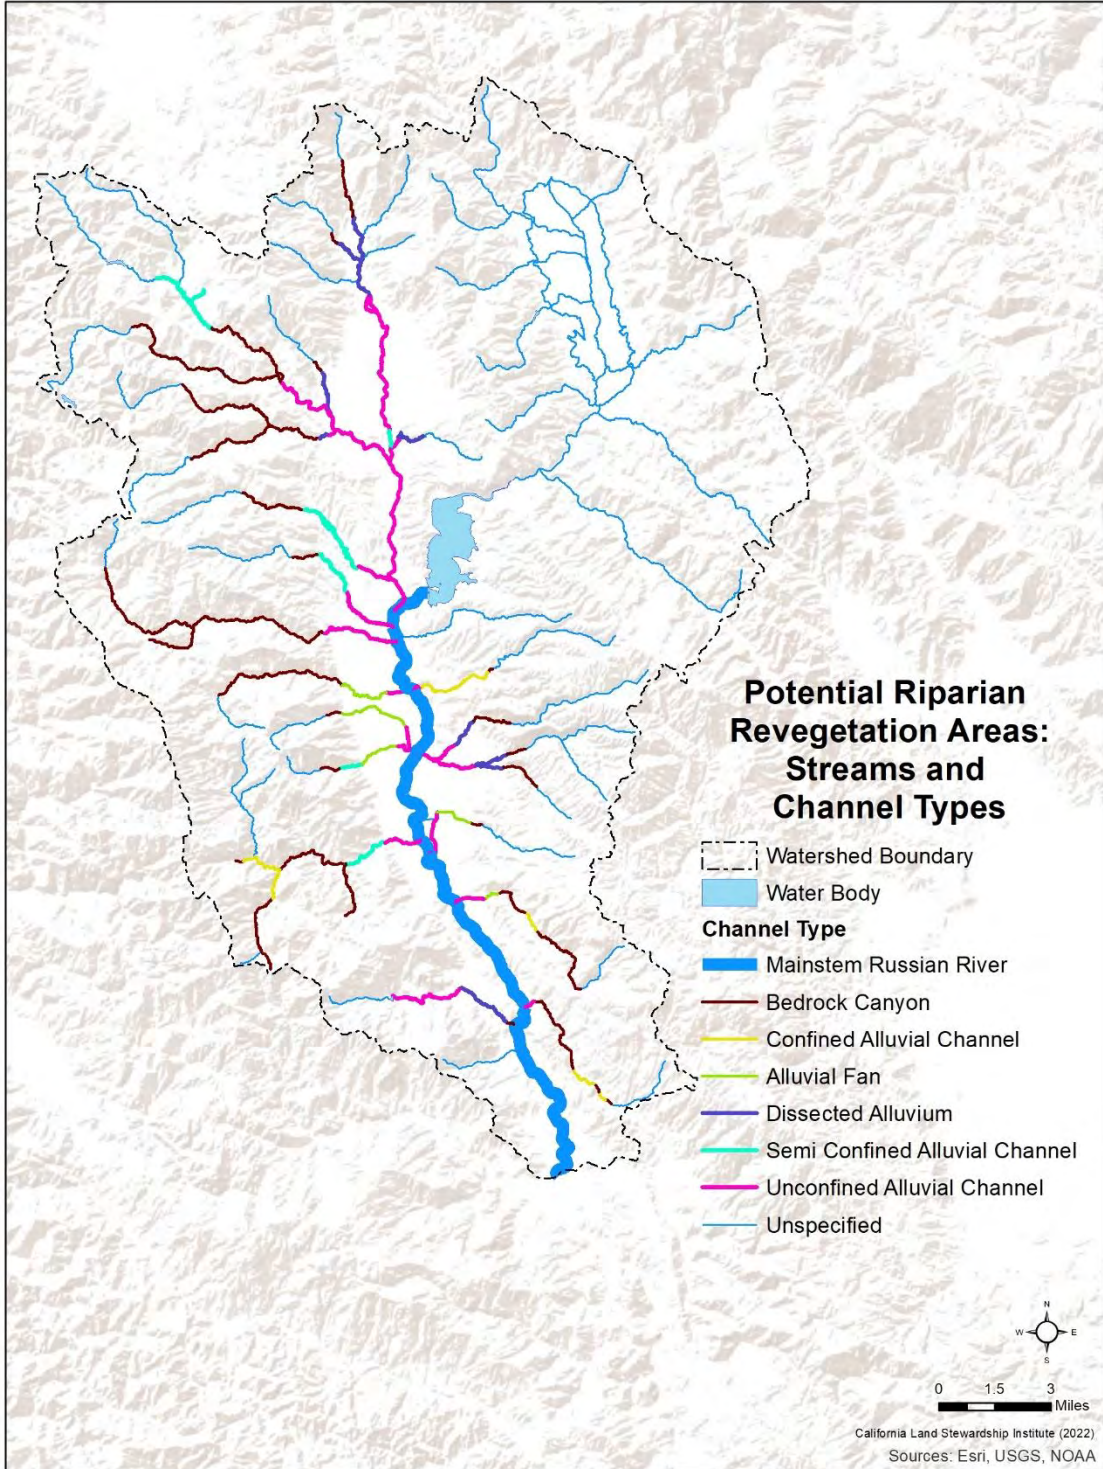 Potential Riparian
Revegetation Areas:
Streams and
Channel Types
Watershed Boundary
Water Body
Channel Type
Mainstem Russian River
Bedrock Canyon
Confined Alluvial Channel
Alluvial Fan
Dissected Alluvium
Semi Confined Alluvial Channel
Unconfined Alluvial Channel
Unspecified
N
W E
S
0 1.5 3
Miles
California Land Stewardship Institute (2022)
Sources: Esri, USGS, NOAA